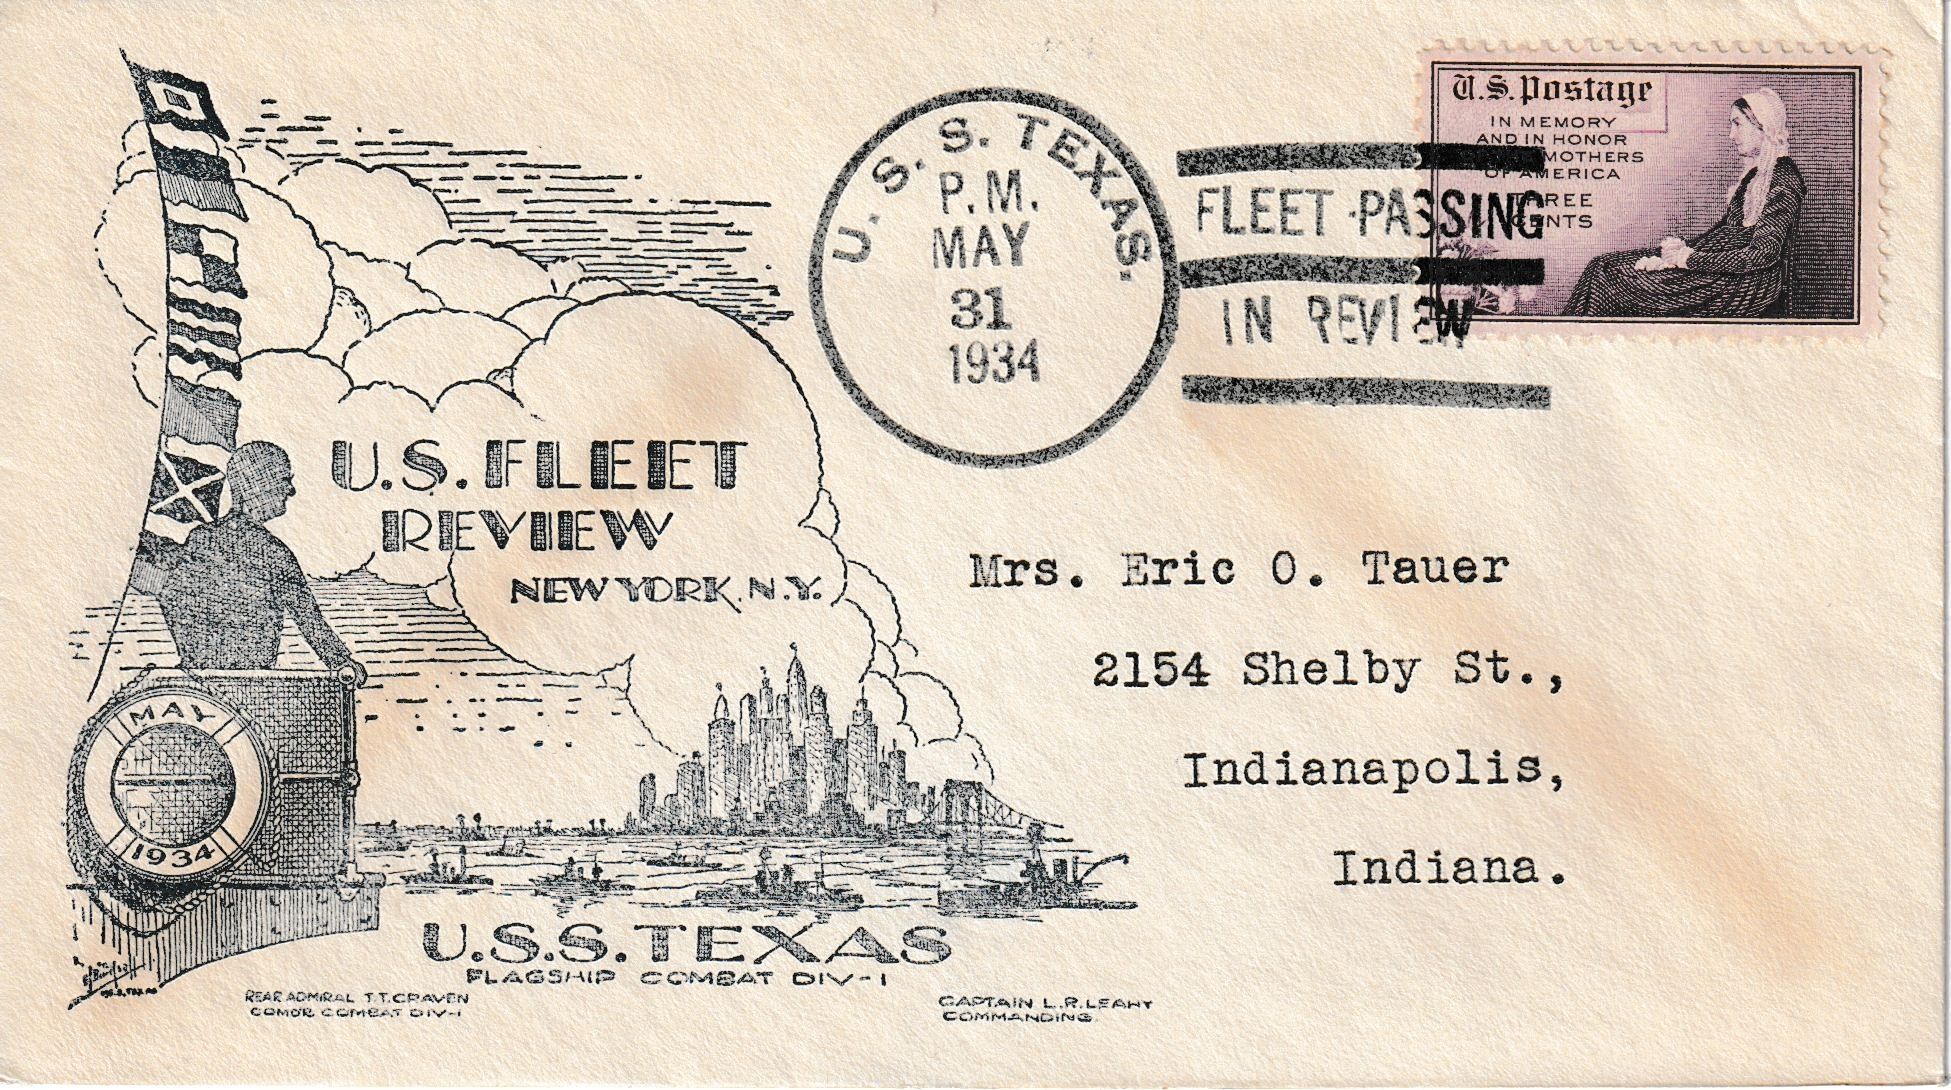 U.S. Postage
IN MEMORY
AND IN HONOR
MOTHERS
OF AMERICA
THREE
CENTS
U. S. S. TEXAS.
P.M.
MAY
31
1934
FLEET PASSING
IN REVIEW
U.S. FLEET
REVIEW
NEW YORK, N.Y.
Mrs. Eric O. Tauer
2154 Shelby St.,
Indianapolis,
Indiana.
MAY
1934
U.S.S. TEXAS
FLAGSHIP COMBAT DIV-1
REAR ADMIRAL T.T. CRAVEN
COMDR COMBAT DIV-1
CAPTAIN L.R. LEAHY
COMMANDING.